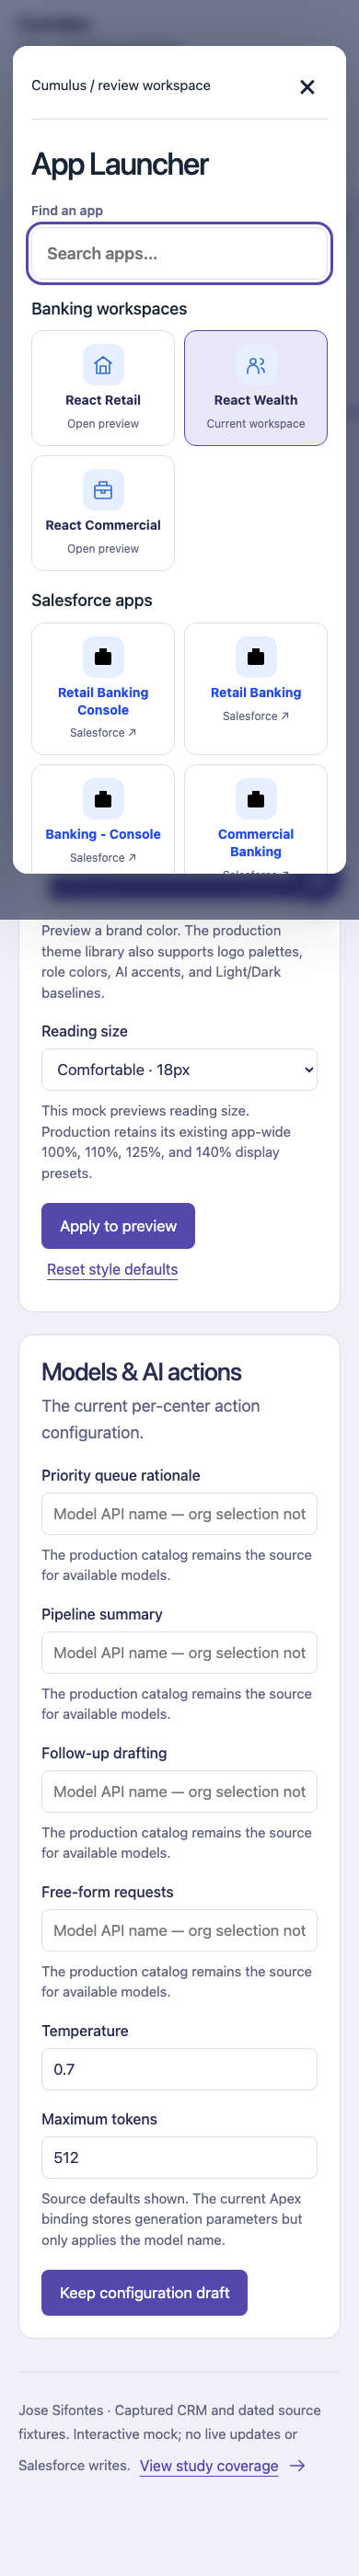 Cumulus / review workspace
App Launcher
Find an app
Search apps...
Banking workspaces
React Retail
Open preview
React Wealth
Current workspace
React Commercial
Open preview
Salesforce apps
Retail Banking
Console
Salesforce ↗
Retail Banking
Salesforce ↗
Banking - Console
Salesforce ↗
Commercial
Banking
Preview a brand color. The production
theme library also supports logo palettes,
role colors, AI accents, and Light/Dark
baselines.
Reading size
Comfortable · 18px
This mock previews reading size.
Production retains its existing app-wide
100%, 110%, 125%, and 140% display
presets.
Apply to preview
Reset style defaults
Models & AI actions
The current per-center action
configuration.
Priority queue rationale
Model API name — org selection not
The production catalog remains the source
for available models.
Pipeline summary
Model API name — org selection not
The production catalog remains the source
for available models.
Follow-up drafting
Model API name — org selection not
The production catalog remains the source
for available models.
Free-form requests
Model API name — org selection not
The production catalog remains the source
for available models.
Temperature
0.7
Maximum tokens
512
Source defaults shown. The current Apex
binding stores generation parameters but
only applies the model name.
Keep configuration draft
Jose Sifontes · Captured CRM and dated source
fixtures. Interactive mock; no live updates or
Salesforce writes. View study coverage →